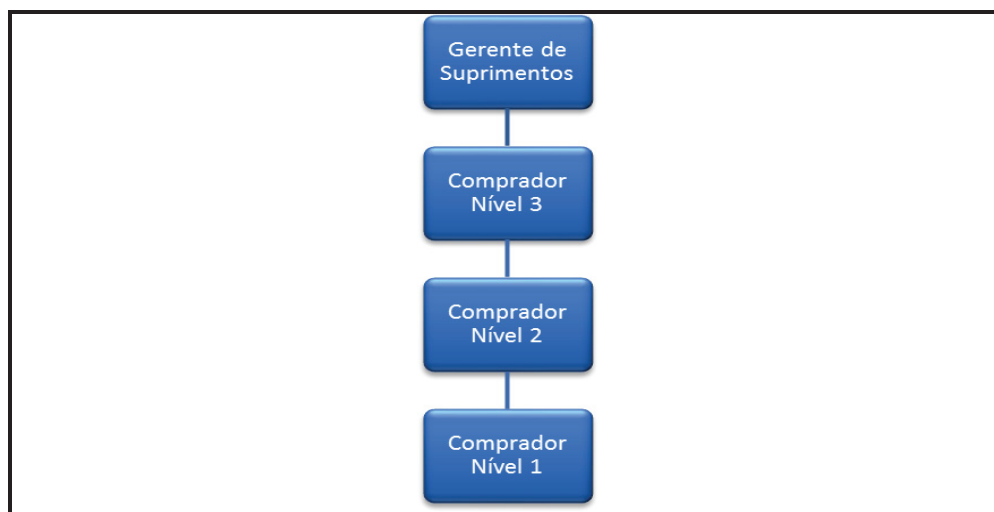 Gerente de
Suprimentos
Comprador
Nível 3
Comprador
Nível 2
Comprador
Nível 1